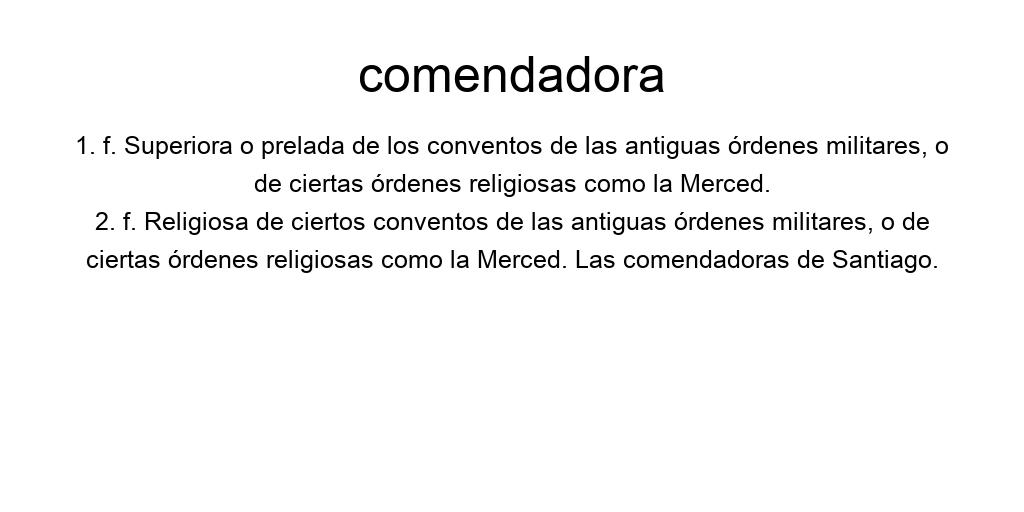 comendadora
1. f. Superiora o prelada de los conventos de las antiguas órdenes militares, o
de ciertas órdenes religiosas como la Merced.
2. f. Religiosa de ciertos conventos de las antiguas órdenes militares, o de
ciertas órdenes religiosas como la Merced. Las comendadoras de Santiago.